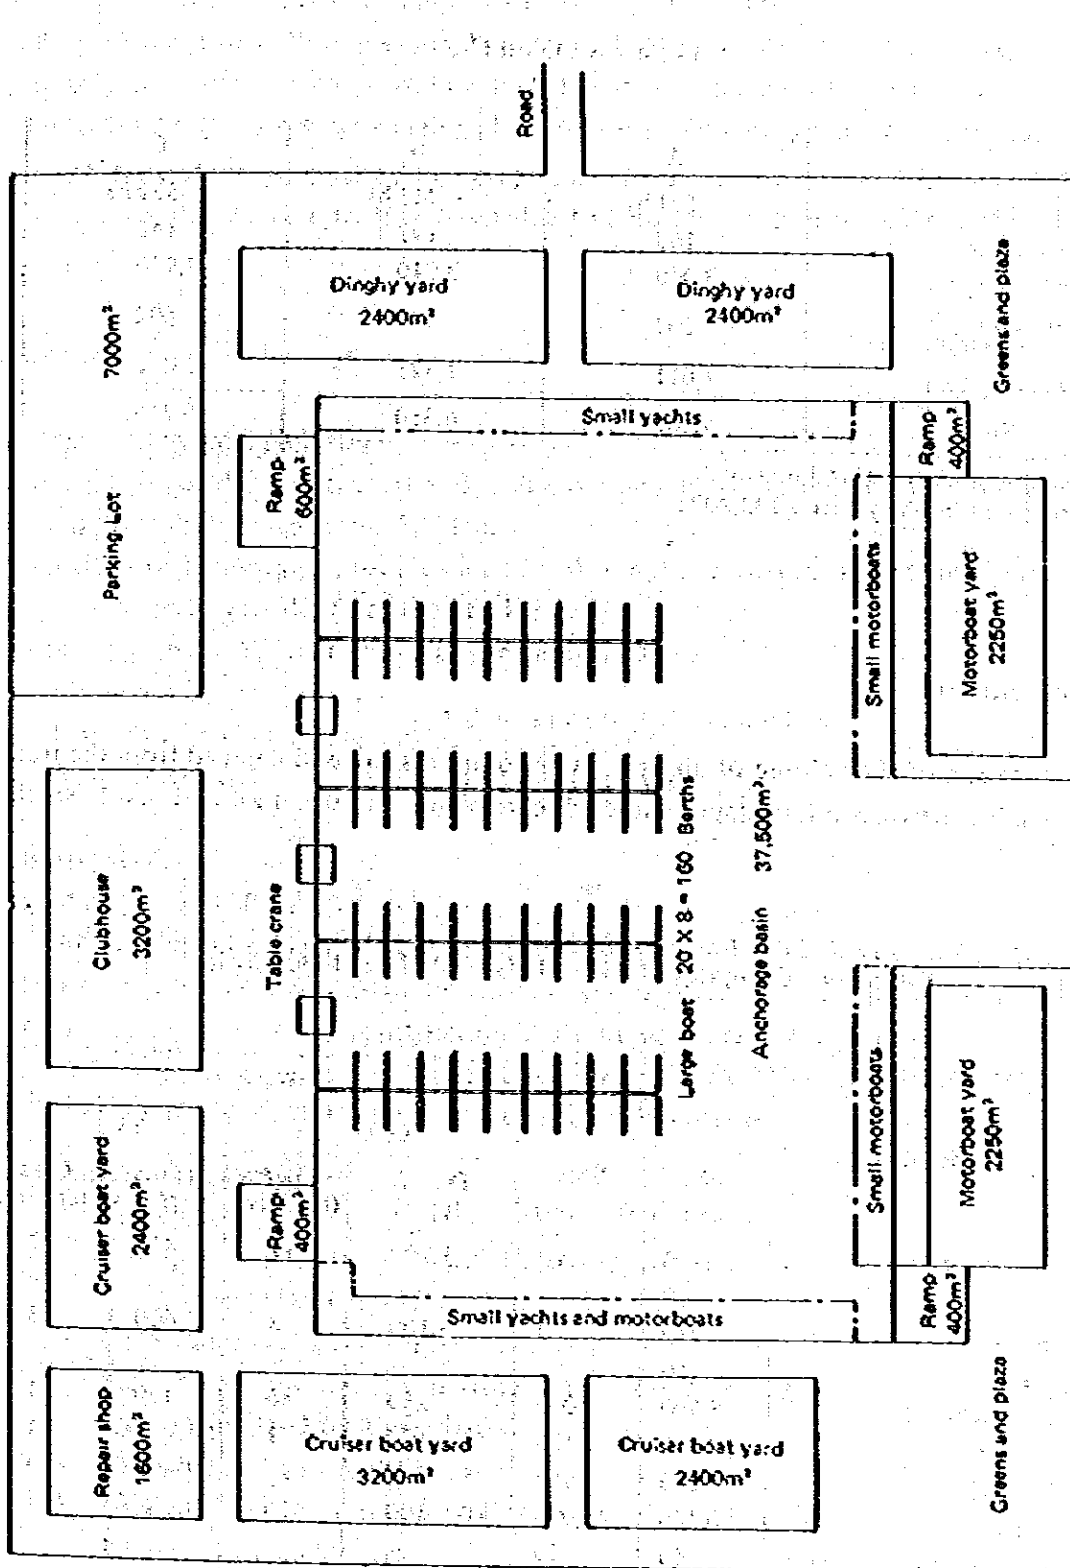 Road
Parking Lot 7000m²
Dinghy yard
2400m²
Dinghy yard
2400m²
Greens and plaza
Small yachts
Ramp
600m²
Ramp
400m²
Small motorboats
Motorboat yard
2250m²
Clubhouse
3200m²
Table crane
Large boat 20 X 8 = 160 Berths
Anchorage basin 37,500m²
Cruiser boat yard
2400m²
Ramp
400m²
Small motorboats
Motorboat yard
2250m²
Small yachts and motorboats
Ramp
400m²
Repair shop
1600m²
Cruiser boat yard
3200m²
Cruiser boat yard
2400m²
Greens and plaza